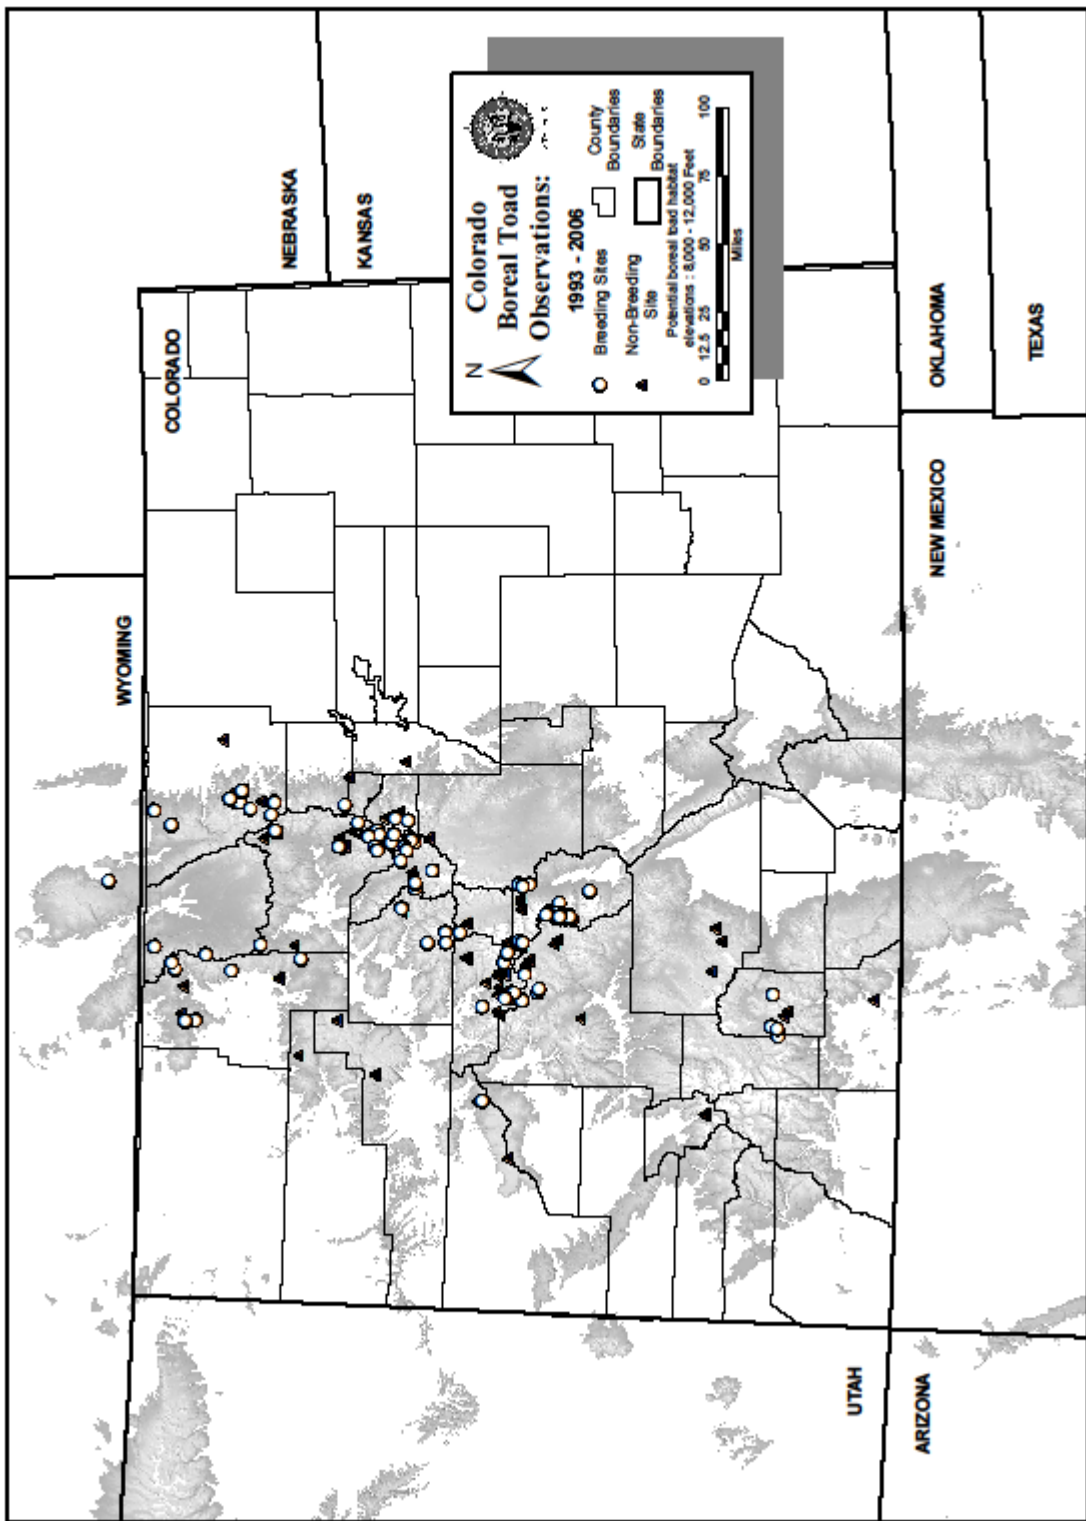 WYOMING
NEBRASKA
COLORADO
KANSAS
N
Colorado
Boreal Toad
Observations:
1993 - 2006
Breeding Sites
County
Boundaries
Non-Breeding
Site
State
Boundaries
Potential boreal toad habitat
elevations : 8,000 - 12,000 Feet
0 12.5 25 50 75 100
Miles
UTAH
ARIZONA
NEW MEXICO
OKLAHOMA
TEXAS